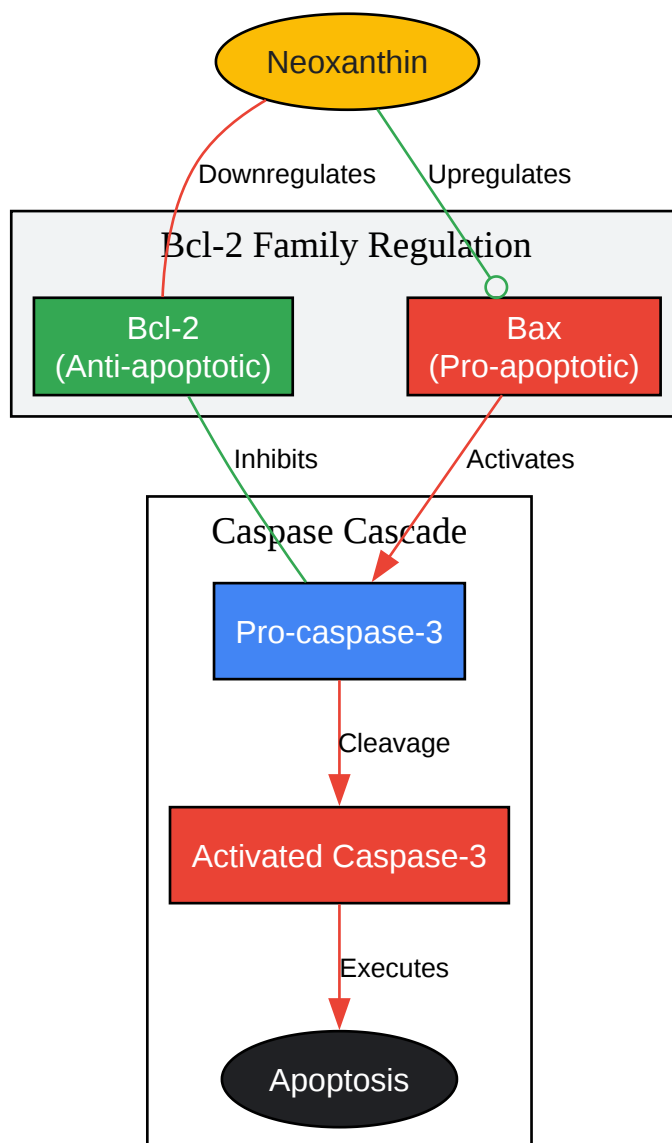 Neoxanthin
Downregulates
Upregulates
Bcl-2 Family Regulation
Bcl-2
(Anti-apoptotic)
Bax
(Pro-apoptotic)
Inhibits
Activates
Caspase Cascade
Pro-caspase-3
Cleavage
Activated Caspase-3
Executes
Apoptosis